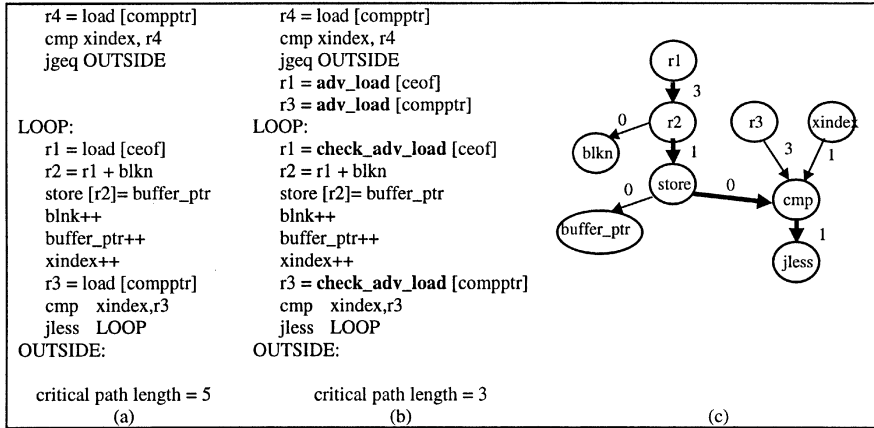 r4 = load [compptr]
cmp xindex, r4
jgeq OUTSIDE
LOOP:
r1 = load [ceof]
r2 = r1 + blkn
store [r2]= buffer_ptr
blnk++
buffer_ptr++
xindex++
r3 = load [compptr]
cmp xindex,r3
jless LOOP
OUTSIDE:
critical path length = 5
(a)
r4 = load [compptr]
cmp xindex, r4
jgeq OUTSIDE
r1 = adv_load [ceof]
r3 = adv_load [compptr]
LOOP:
r1 = check_adv_load [ceof]
r2 = r1 + blkn
store [r2]= buffer_ptr
blnk++
buffer_ptr++
xindex++
r3 = check_adv_load [compptr]
cmp xindex,r3
jless LOOP
OUTSIDE:
critical path length = 3
(b)
r1
3
0
r2
r3
xindex
blkn
1
3
1
store
0
0
cmp
buffer_ptr
1
jless
(c)